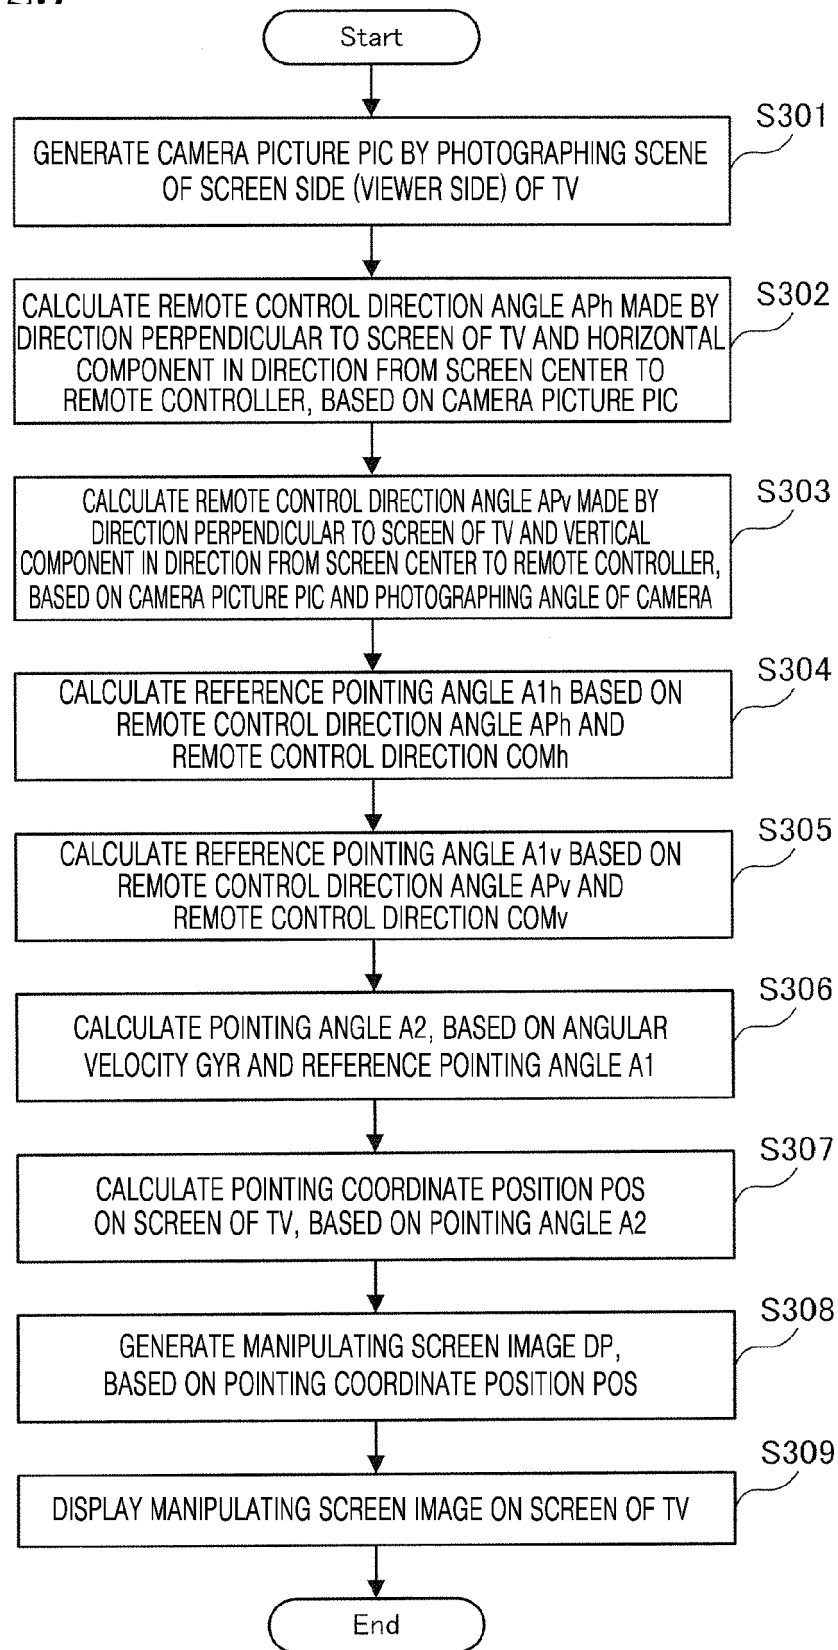 Start
S301
GENERATE CAMERA PICTURE PIC BY PHOTOGRAPHING SCENE
OF SCREEN SIDE (VIEWER SIDE) OF TV
S302
CALCULATE REMOTE CONTROL DIRECTION ANGLE APh MADE BY
DIRECTION PERPENDICULAR TO SCREEN OF TV AND HORIZONTAL
COMPONENT IN DIRECTION FROM SCREEN CENTER TO
REMOTE CONTROLLER, BASED ON CAMERA PICTURE PIC
S303
CALCULATE REMOTE CONTROL DIRECTION ANGLE APv MADE BY
DIRECTION PERPENDICULAR TO SCREEN OF TV AND VERTICAL
COMPONENT IN DIRECTION FROM SCREEN CENTER TO REMOTE CONTROLLER,
BASED ON CAMERA PICTURE PIC AND PHOTOGRAPHING ANGLE OF CAMERA
S304
CALCULATE REFERENCE POINTING ANGLE A1h BASED ON
REMOTE CONTROL DIRECTION ANGLE APh AND
REMOTE CONTROL DIRECTION COMh
S305
CALCULATE REFERENCE POINTING ANGLE A1v BASED ON
REMOTE CONTROL DIRECTION ANGLE APv AND
REMOTE CONTROL DIRECTION COMv
S306
CALCULATE POINTING ANGLE A2, BASED ON ANGULAR
VELOCITY GYR AND REFERENCE POINTING ANGLE A1
S307
CALCULATE POINTING COORDINATE POSITION POS
ON SCREEN OF TV, BASED ON POINTING ANGLE A2
S308
GENERATE MANIPULATING SCREEN IMAGE DP,
BASED ON POINTING COORDINATE POSITION POS
S309
DISPLAY MANIPULATING SCREEN IMAGE ON SCREEN OF TV
End